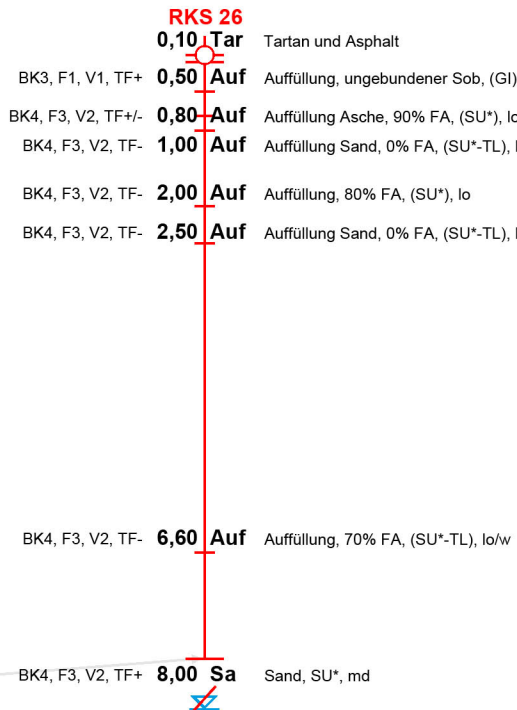 RKS 26
0,10 Tar Tartan und Asphalt
BK3, F1, V1, TF+ 0,50 Auf Auffüllung, ungebundener Sob, (GI)
BK4, F3, V2, TF+/- 0,80 Auf Auffüllung Asche, 90% FA, (SU*), lo
BK4, F3, V2, TF- 1,00 Auf Auffüllung Sand, 0% FA, (SU*-TL),
BK4, F3, V2, TF- 2,00 Auf Auffüllung, 80% FA, (SU*), lo
BK4, F3, V2, TF- 2,50 Auf Auffüllung Sand, 0% FA, (SU*-TL),
BK4, F3, V2, TF- 6,60 Auf Auffüllung, 70% FA, (SU*-TL), lo/w
BK4, F3, V2, TF+ 8,00 Sa Sand, SU*, md